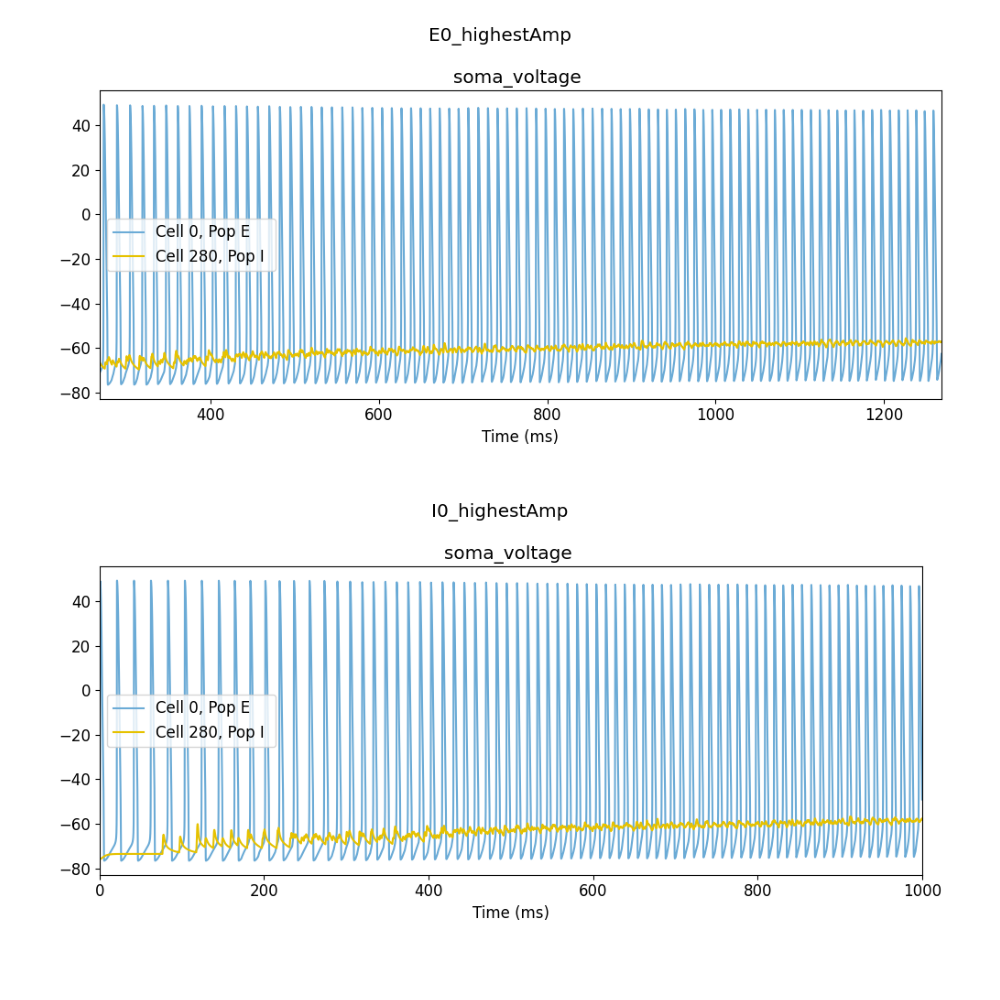 E0_highestAmp
soma_voltage
40
20
0
−20
−40
−60
−80
Cell 0, Pop E
Cell 280, Pop I
400 600 800 1000 1200
Time (ms)
I0_highestAmp
soma_voltage
40
20
0
−20
−40
−60
−80
Cell 0, Pop E
Cell 280, Pop I
0 200 400 600 800 1000
Time (ms)